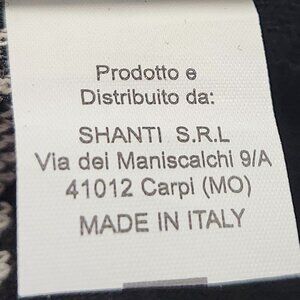 Prodotto e
Distribuito da:
SHANTI S.R.L
Via dei Maniscalchi 9/A
41012 Carpi (MO)
MADE IN ITALY